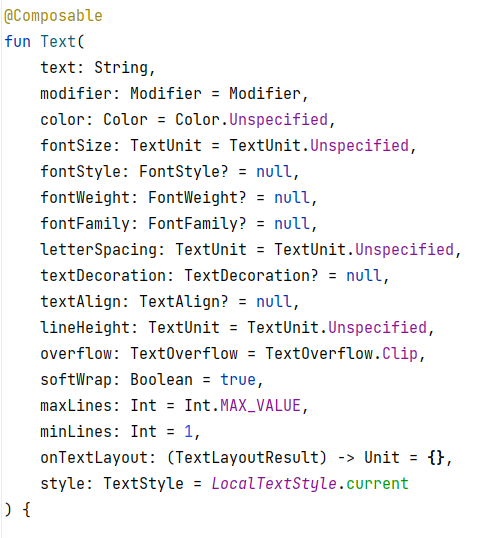 @Composable
fun Text(
    text: String,
    modifier: Modifier = Modifier,
    color: Color = Color.Unspecified,
    fontSize: TextUnit = TextUnit.Unspecified,
    fontStyle: FontStyle? = null,
    fontWeight: FontWeight? = null,
    fontFamily: FontFamily? = null,
    letterSpacing: TextUnit = TextUnit.Unspecified,
    textDecoration: TextDecoration? = null,
    textAlign: TextAlign? = null,
    lineHeight: TextUnit = TextUnit.Unspecified,
    overflow: TextOverflow = TextOverflow.Clip,
    softWrap: Boolean = true,
    maxLines: Int = Int.MAX_VALUE,
    minLines: Int = 1,
    onTextLayout: (TextLayoutResult) -> Unit = {},
    style: TextStyle = LocalTextStyle.current
) {